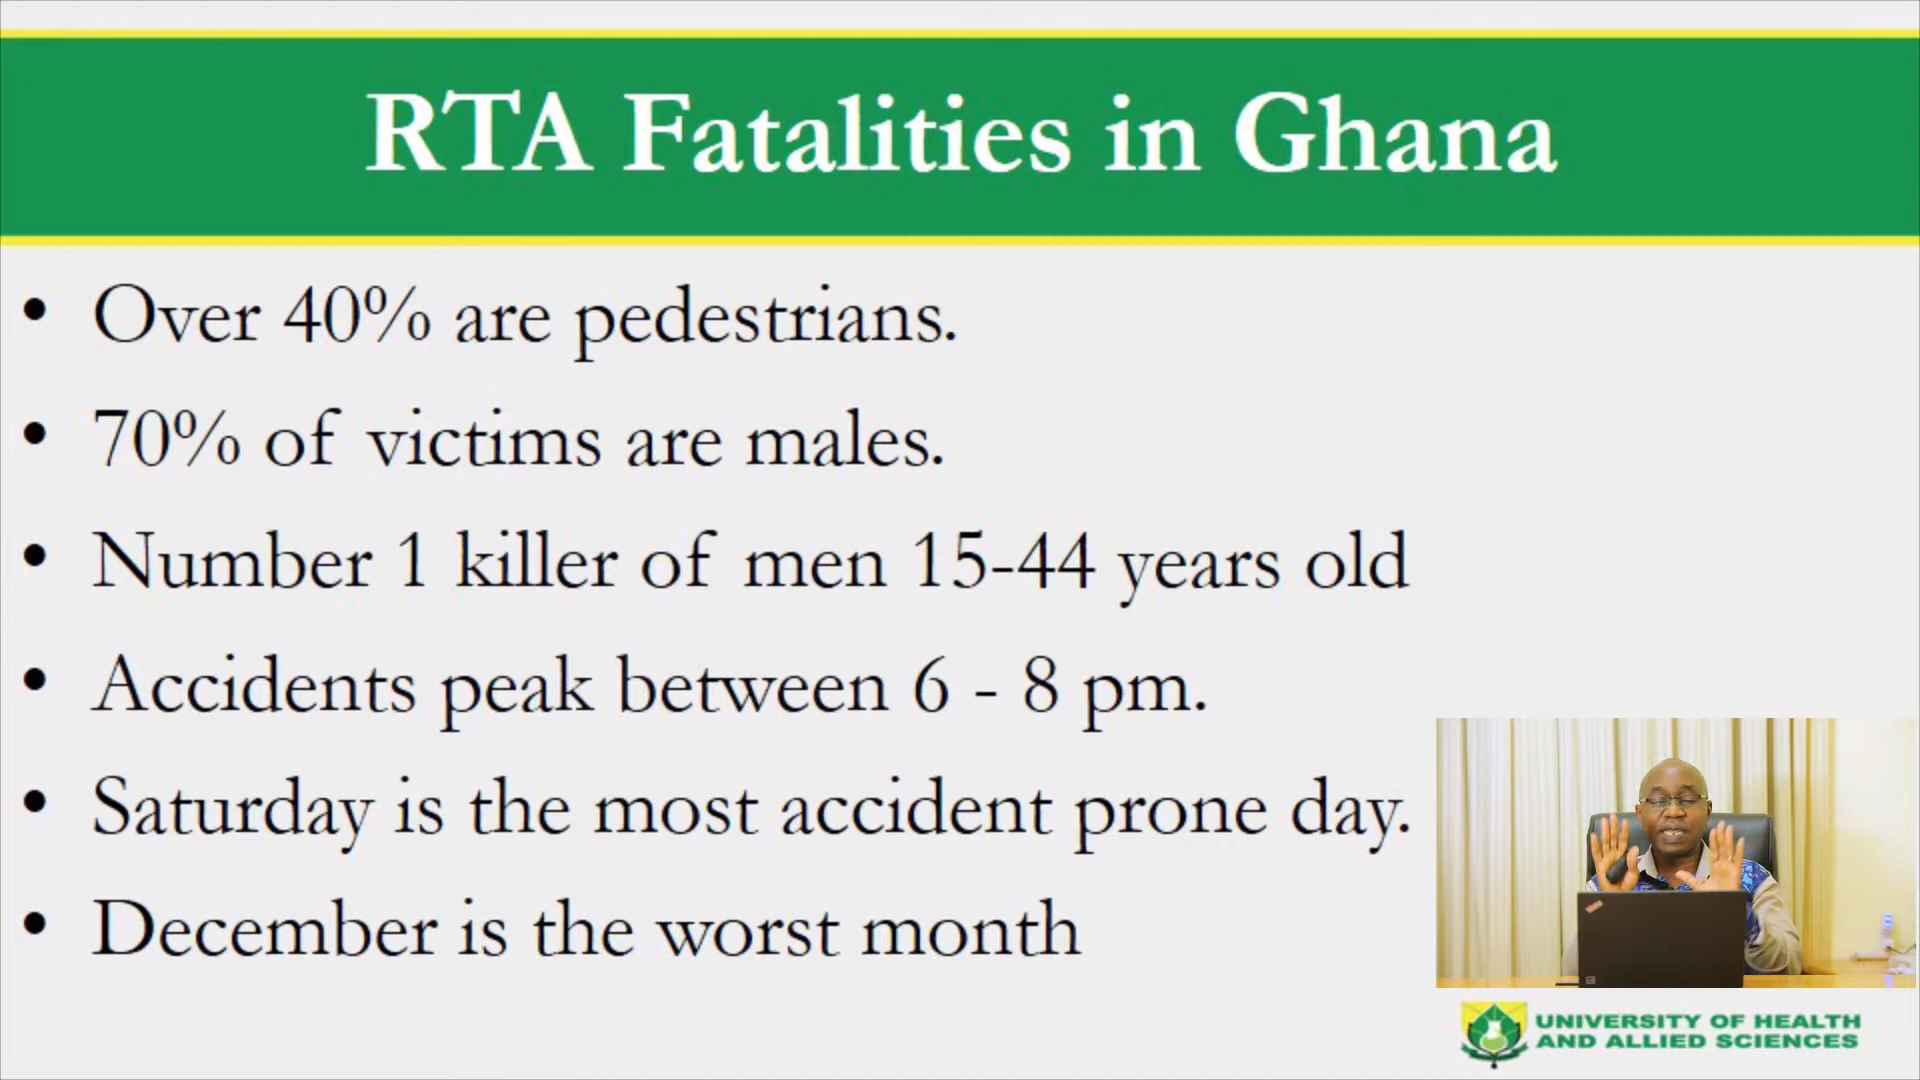 RTA Fatalities in Ghana
• Over 40% are pedestrians.
• 70% of victims are males.
• Number 1 killer of men 15-44 years old
• Accidents peak between 6 - 8 pm.
• Saturday is the most accident prone day.
• December is the worst month
UNIVERSITY OF HEALTH
AND ALLIED SCIENCES